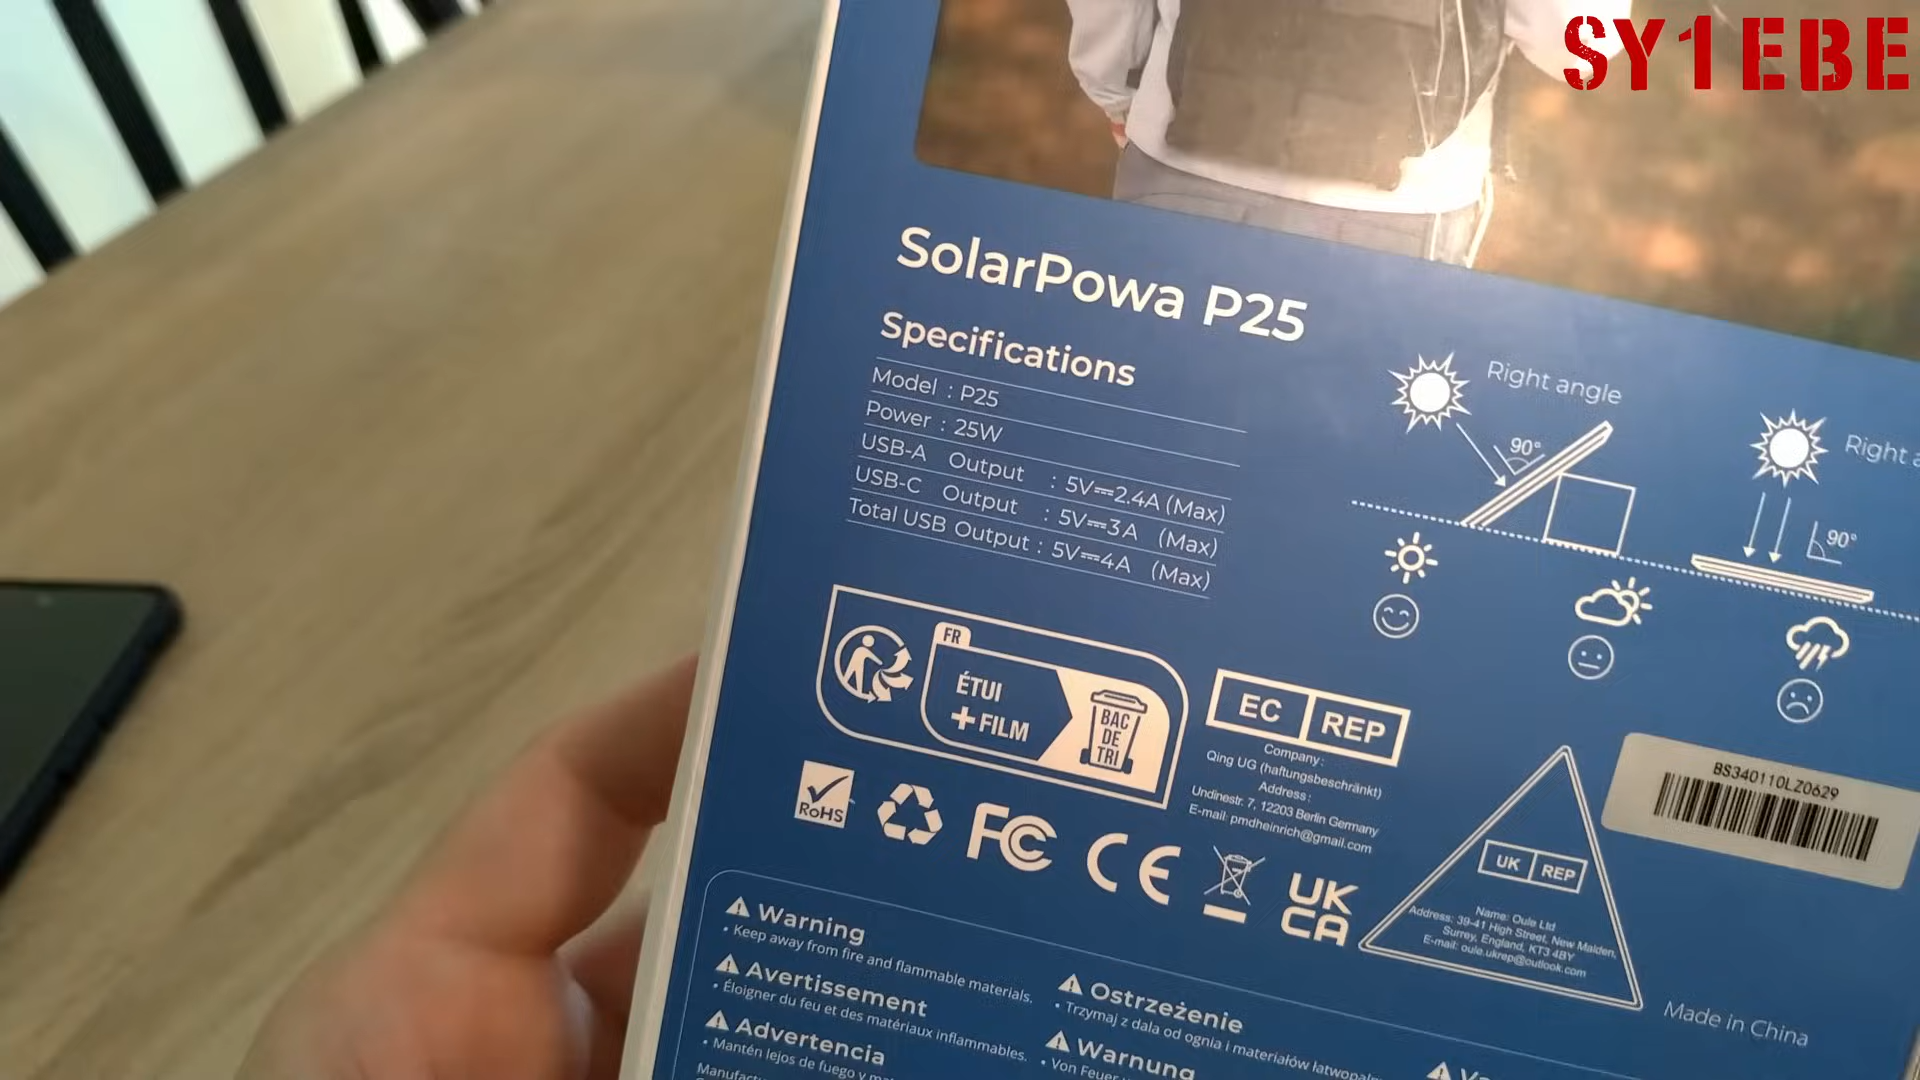 SY1EBE
SolarPowa P25
Specifications
Model : P25
Power : 25W
USB-A Output : 5V⎓2.4A (Max)
USB-C Output : 5V⎓3A (Max)
Total USB Output : 5V⎓4A (Max)
Right angle
90°
Right
90°
FR
ÉTUI
+ FILM
BAC
DE
TRI
EC REP
Company:
Qing UG (haftungsbeschränkt)
Address:
Undinestr. 7, 12203 Berlin Germany
E-mail: pmdheinrich@gmail.com
BS340110LZ0629
RoHS
FC
CE
UK
CA
UK REP
Name: Oule Ltd
Address: 39-41 High Street, New Malden,
Surrey, England, KT3 4BY
E-mail: oule.ukrep@outlook.com
Made in China
Warning
• Keep away from fire and flammable materials.
Avertissement
• Éloigner du feu et des matériaux inflammables.
Advertencia
• Mantén lejos de fuego y
Ostrzeżenie
• Trzymaj z dala od ognia i materiałów
Warnung
• Von Feuer